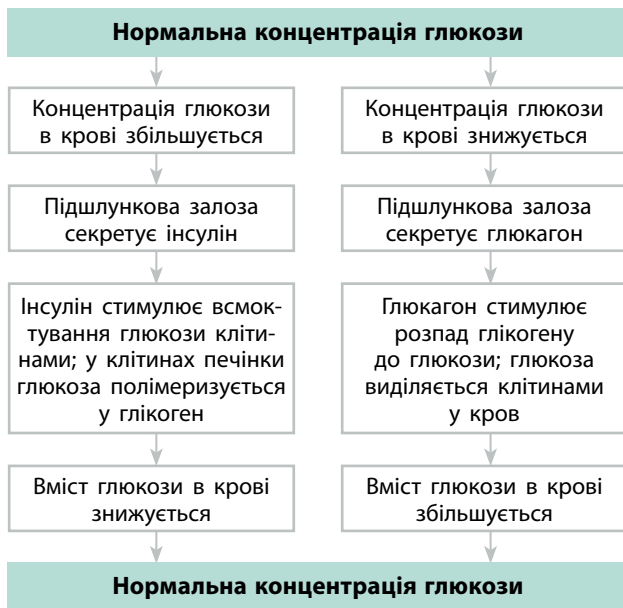 Нормальна концентрація глюкози
Концентрація глюкози
в крові збільшується
Підшлункова залоза
секретує інсулін
Інсулін стимулює всмок-
тування глюкози кліти-
нами; у клітинах печінки
глюкоза полімеризується
у глікоген
Вміст глюкози в крові
знижується
Концентрація глюкози
в крові знижується
Підшлункова залоза
секретує глюкагон
Глюкагон стимулює
розпад глікогену
до глюкози; глюкоза
виділяється клітинами
у кров
Вміст глюкози в крові
збільшується
Нормальна концентрація глюкози